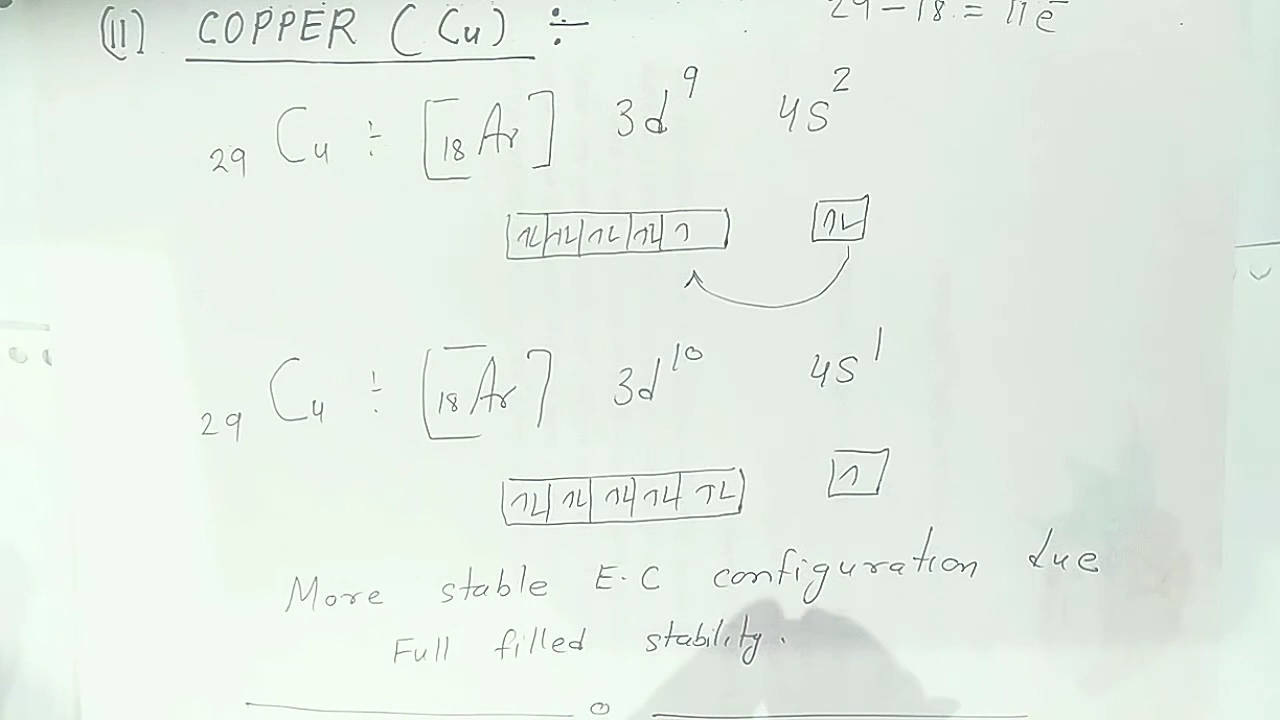 (II) COPPER (Cu) ÷
29 – 18 = 11e⁻
₂₉Cu ÷ [₁₈Ar] 3d⁹ 4s²
₂₉Cu ÷ [₁₈Ar] 3d¹⁰ 4s¹
More stable E.C configuration due
Full filled stability.